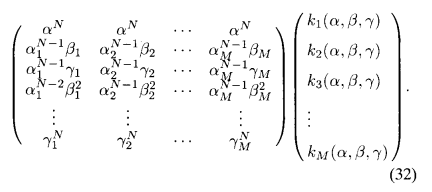 α^N α^N ⋯ α^N k_1(α, β, γ)
α_1^{N-1}β_1 α_2^{N-1}β_2 ⋯ α_M^{N-1}β_M k_2(α, β, γ)
α_1^{N-1}γ_1 α_2^{N-1}γ_2 ⋯ α_M^{N-1}γ_M
α_1^{N-2}β_1^2 α_2^{N-2}β_2^2 ⋯ α_M^{N-2}β_M^2 k_3(α, β, γ) .
⋮ ⋮ ⋮ ⋮
γ_1^N γ_2^N ⋯ γ_M^N k_M(α, β, γ)
(32)